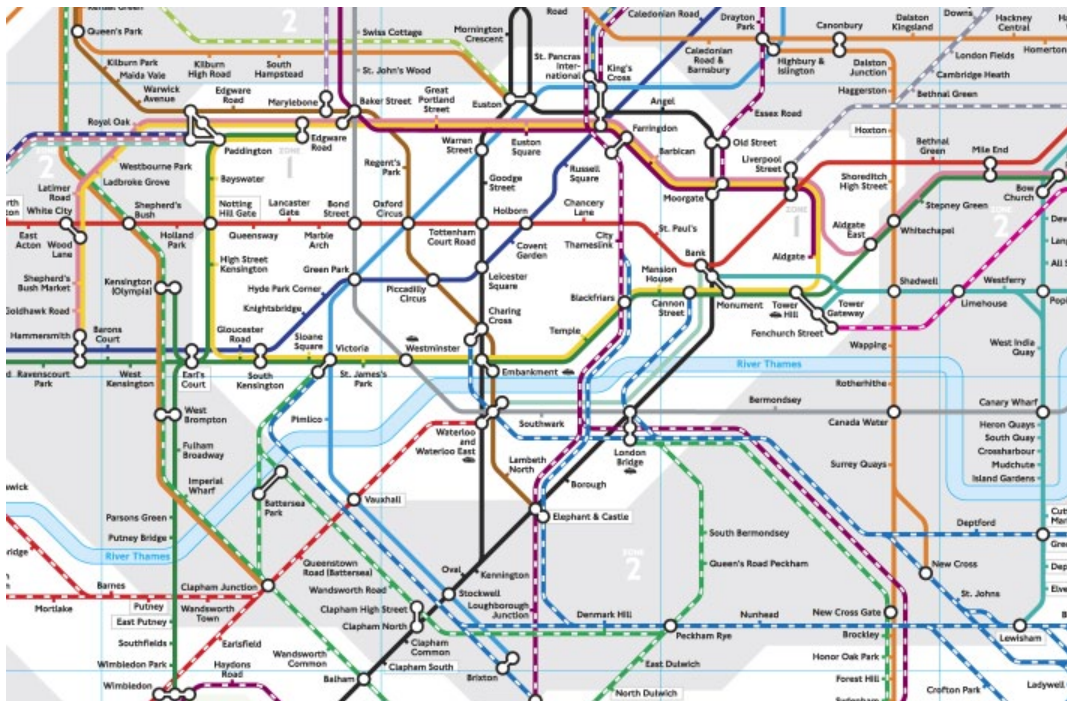 Kensal Green
Queen's Park
Kilburn Park
Maida Vale
Warwick
Avenue
Royal Oak
Kilburn
High Road
South
Hampstead
Edgware
Road
Marylebone
Swiss Cottage
St. John's Wood
Baker Street
Great
Portland
Street
Mornington
Crescent
Euston
Road
St. Pancras
Inter-
national
King's
Cross
Caledonian Road
Drayton
Park
Caledonian
Road &
Barnsbury
Highbury &
Islington
Canonbury
Dalston
Kingsland
Downs
Hackney
Central
Homerton
London Fields
Dalston
Junction
Haggerston
Cambridge Heath
Bethnal Green
Hoxton
Angel
Essex Road
Old Street
Farringdon
Barbican
Liverpool
Street
Moorgate
Bethnal
Green
Mile End
Shoreditch
High Street
Bow
Church
Stepney Green
Whitechapel
Aldgate
East
Aldgate
Westbourne Park
Ladbroke Grove
Latimer
Road
White City
East
Acton
Wood
Lane
Shepherd's
Bush
Holland
Park
Notting
Hill Gate
Queensway
Lancaster
Gate
Marble
Arch
Bond
Street
Oxford
Circus
Tottenham
Court Road
Holborn
Chancery
Lane
St. Paul's
Bank
Paddington
Edgware
Road
Bayswater
ZONE
1
Regent's
Park
Warren
Street
Euston
Square
Goodge
Street
Russell
Square
Covent
Garden
City
Thameslink
Mansion
House
Cannon
Street
Monument
Tower
Hill
Tower
Gateway
Fenchurch Street
Shadwell
Westferry
Limehouse
ZONE
2
Shepherd's
Bush Market
Goldhawk Road
Hammersmith
Barons
Court
Kensington
(Olympia)
High Street
Kensington
Hyde Park Corner
Knightsbridge
Green Park
Piccadilly
Circus
Leicester
Square
Charing
Cross
Blackfriars
Temple
Ravenscourt
Park
West
Kensington
Earl's
Court
Gloucester
Road
South
Kensington
Sloane
Square
Victoria
St. James's
Park
Westminster
Embankment
River Thames
Wapping
Rotherhithe
Canada Water
Bermondsey
West India
Quay
Canary Wharf
Heron Quays
South Quay
Crossharbour
Mudchute
Island Gardens
West
Brompton
Fulham
Broadway
Pimlico
Waterloo
and
Waterloo East
Southwark
London
Bridge
Lambeth
North
Borough
Surrey Quays
Imperial
Wharf
Parsons Green
Putney Bridge
River Thames
Battersea
Park
Vauxhall
Elephant & Castle
South Bermondsey
Queen's Road Peckham
ZONE
2
Deptford
New Cross
St. Johns
Barnes
Mortlake
Putney
East Putney
Southfields
Wimbledon Park
Wimbledon
Clapham Junction
Wandsworth
Town
Earlsfield
Haydons
Road
Queenstown
Road (Battersea)
Wandsworth Road
Clapham High Street
Clapham North
Wandsworth
Common
Balham
Clapham
Common
Clapham South
Oval
Kennington
Stockwell
Loughborough
Junction
Brixton
Denmark Hill
Peckham Rye
East Dulwich
North Dulwich
Nunhead
New Cross Gate
Brockley
Honor Oak Park
Forest Hill
Sydenham
Crofton Park
Lewisham
Ladywell